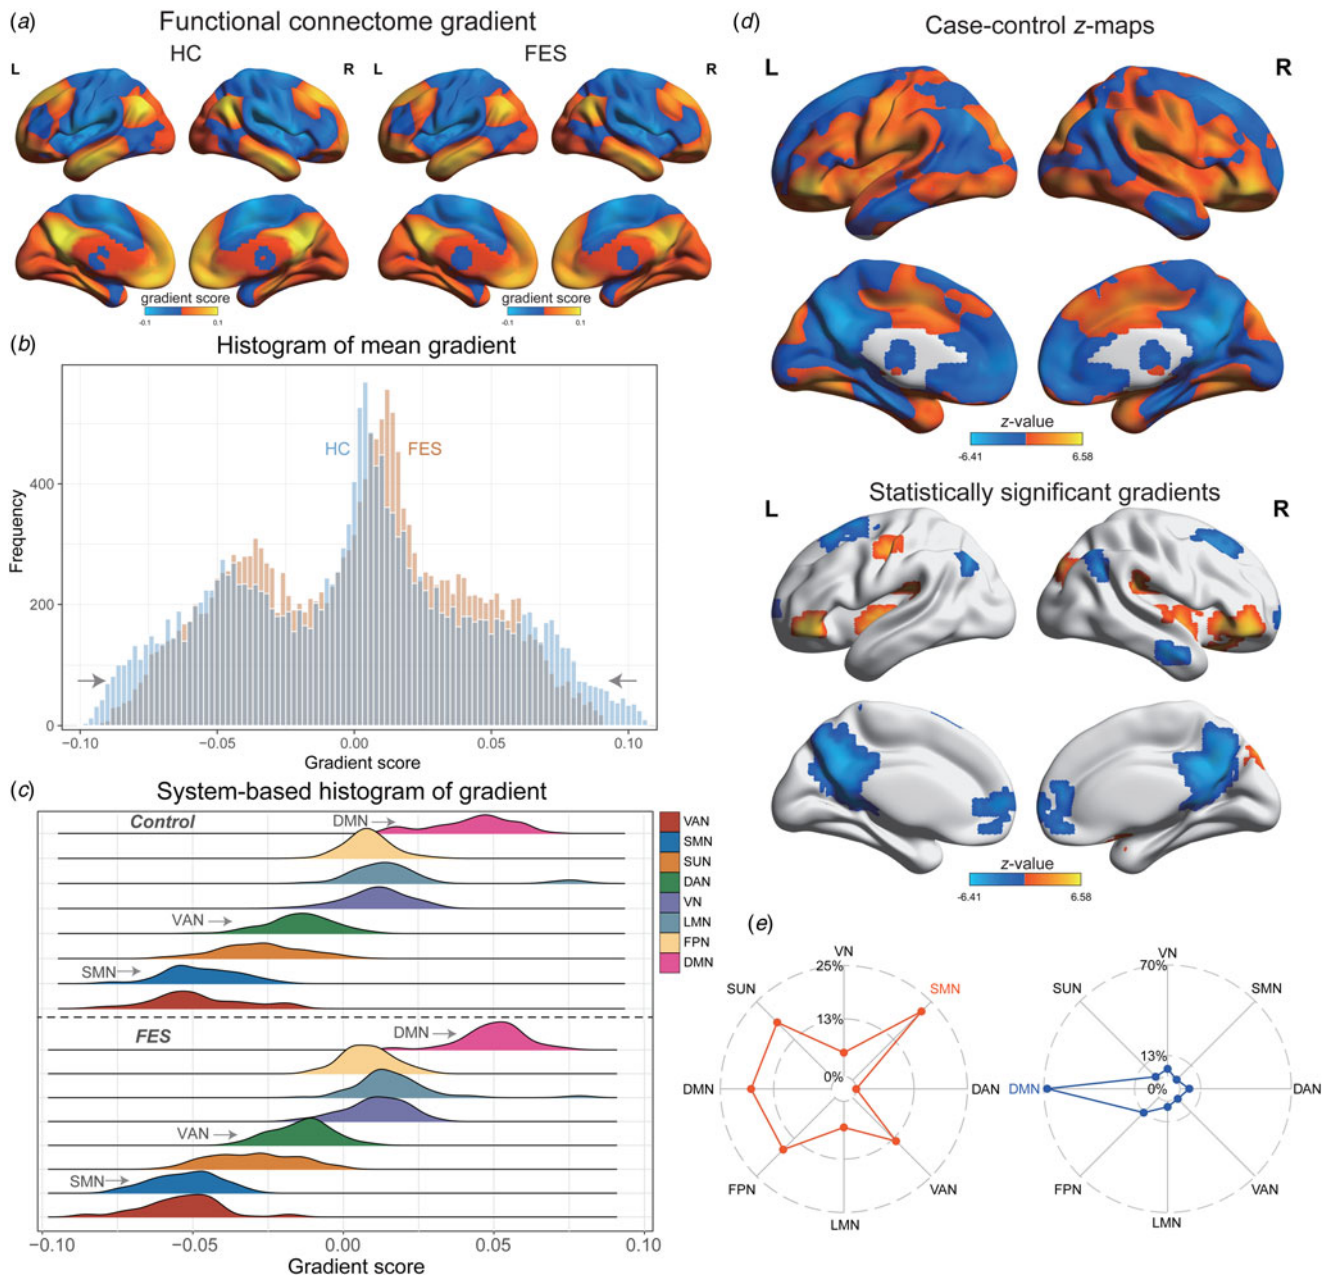 (a) Functional connectome gradient
HC FES
L R L R
gradient score gradient score
-0.1 0.1 -0.1 0.1
(b) Histogram of mean gradient
HC FES
Frequency
400
200
0
−0.10 −0.05 0.00 0.05 0.10
Gradient score
(c) System-based histogram of gradient
Control
DMN
VAN
SMN
FES
DMN
VAN
SMN
−0.10 −0.05 0.00 0.05 0.10
Gradient score
VAN
SMN
SUN
DAN
VN
LMN
FPN
DMN
(d) Case-control z-maps
L R
z-value
-6.41 6.58
Statistically significant gradients
L R
z-value
-6.41 6.58
(e)
VN
25%
SUN SMN
13%
0%
DMN DAN
FPN VAN
LMN
VN
70%
SUN SMN
13%
0%
DMN DAN
FPN VAN
LMN